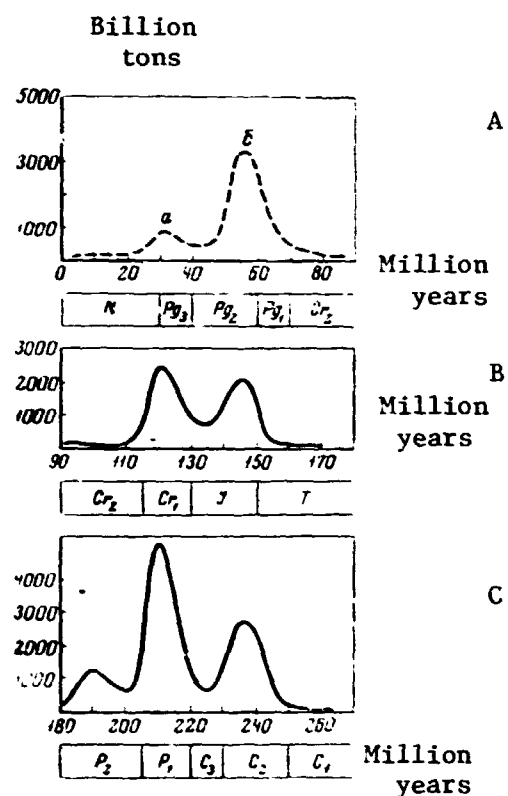 Billion
tons
5000
A
3000
б
a
1000
0 20 40 60 80
Million
years
N Pg₃ Pg₂ Pg₁ Cr₂
3000
B
2000
1000
Million
years
90 110 130 150 170
Cr₂ Cr₁ J T
4000
C
3000
2000
1000
180 200 220 240 260
P₂ P₁ C₃ C₂ C₁
Million
years